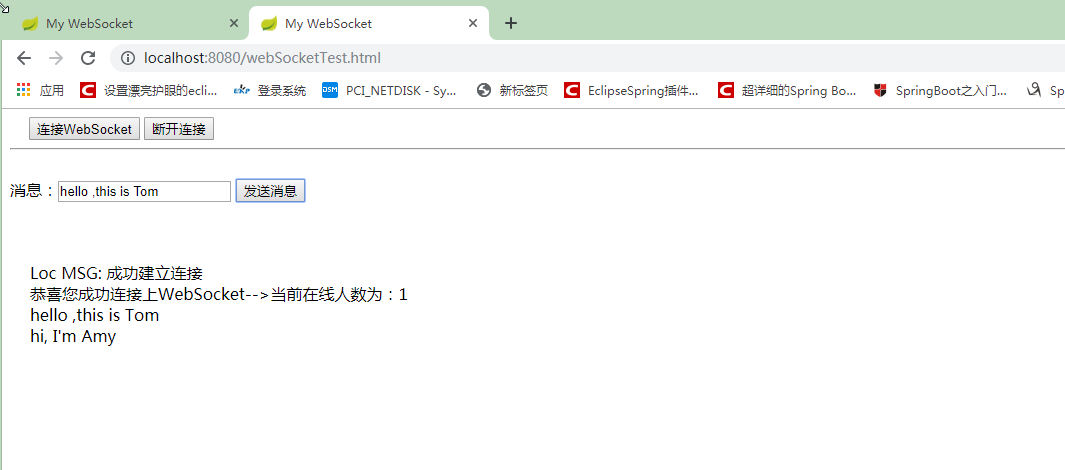 My WebSocket
My WebSocket
localhost:8080/webSocketTest.html
应用 设置漂亮护眼的ecli... EKP 登录系统 DSM PCI_NETDISK - Sy... 新标签页 EclipseSpring插件... 超详细的Spring Bo... SpringBoot之入门... Sp
连接WebSocket 断开连接
消息：hello ,this is Tom 发送消息
Loc MSG: 成功建立连接
恭喜您成功连接上WebSocket-->当前在线人数为：1
hello ,this is Tom
hi, I'm Amy